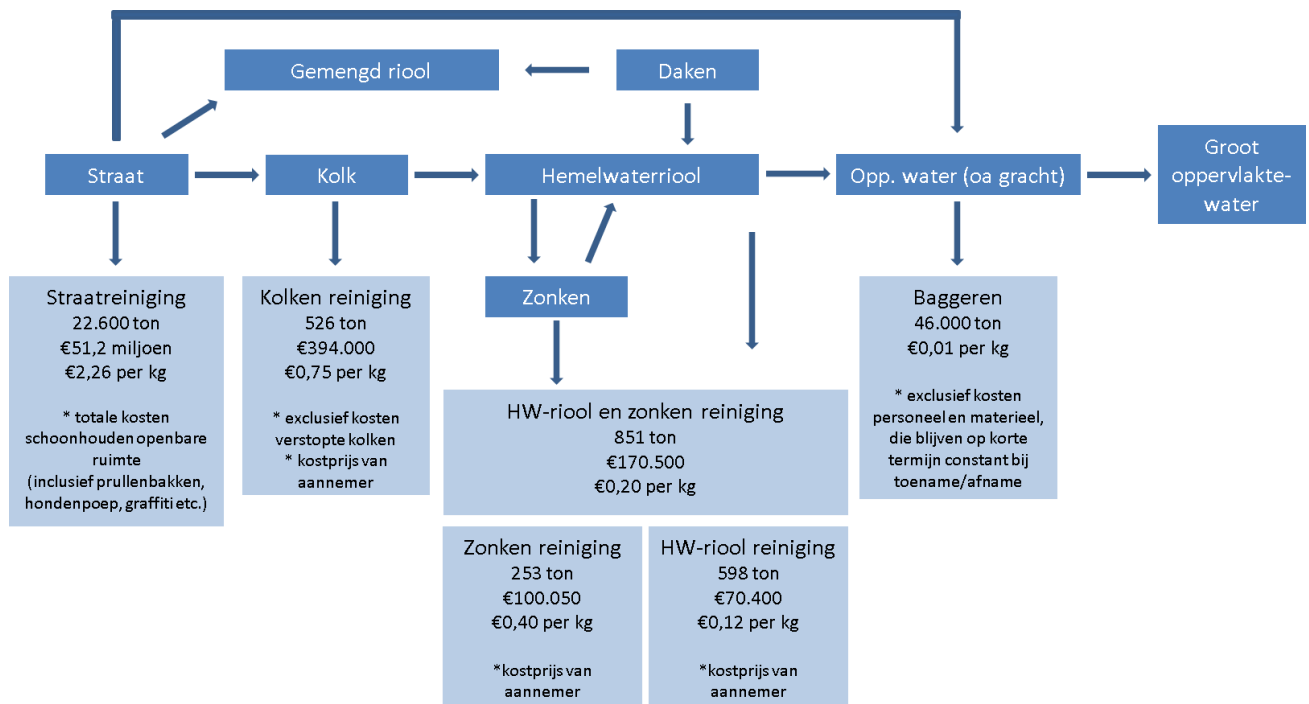 Gemengd riool
Daken
Straat
Kolk
Hemelwaterriool
Opp. water (oa gracht)
Groot
oppervlakte-
water
Zonken
Straatreiniging
22.600 ton
€51,2 miljoen
€2,26 per kg
* totale kosten
schoonhouden openbare
ruimte
(inclusief prullenbakken,
hondenpoep, graffiti etc.)
Kolken reiniging
526 ton
€394.000
€0,75 per kg
* exclusief kosten
verstopte kolken
* kostprijs van
aannemer
HW-riool en zonken reiniging
851 ton
€170.500
€0,20 per kg
Zonken reiniging
253 ton
€100.050
€0,40 per kg
*kostprijs van
aannemer
HW-riool reiniging
598 ton
€70.400
€0,12 per kg
*kostprijs van
aannemer
Baggeren
46.000 ton
€0,01 per kg
* exclusief kosten
personeel en materieel,
die blijven op korte
termijn constant bij
toename/afname